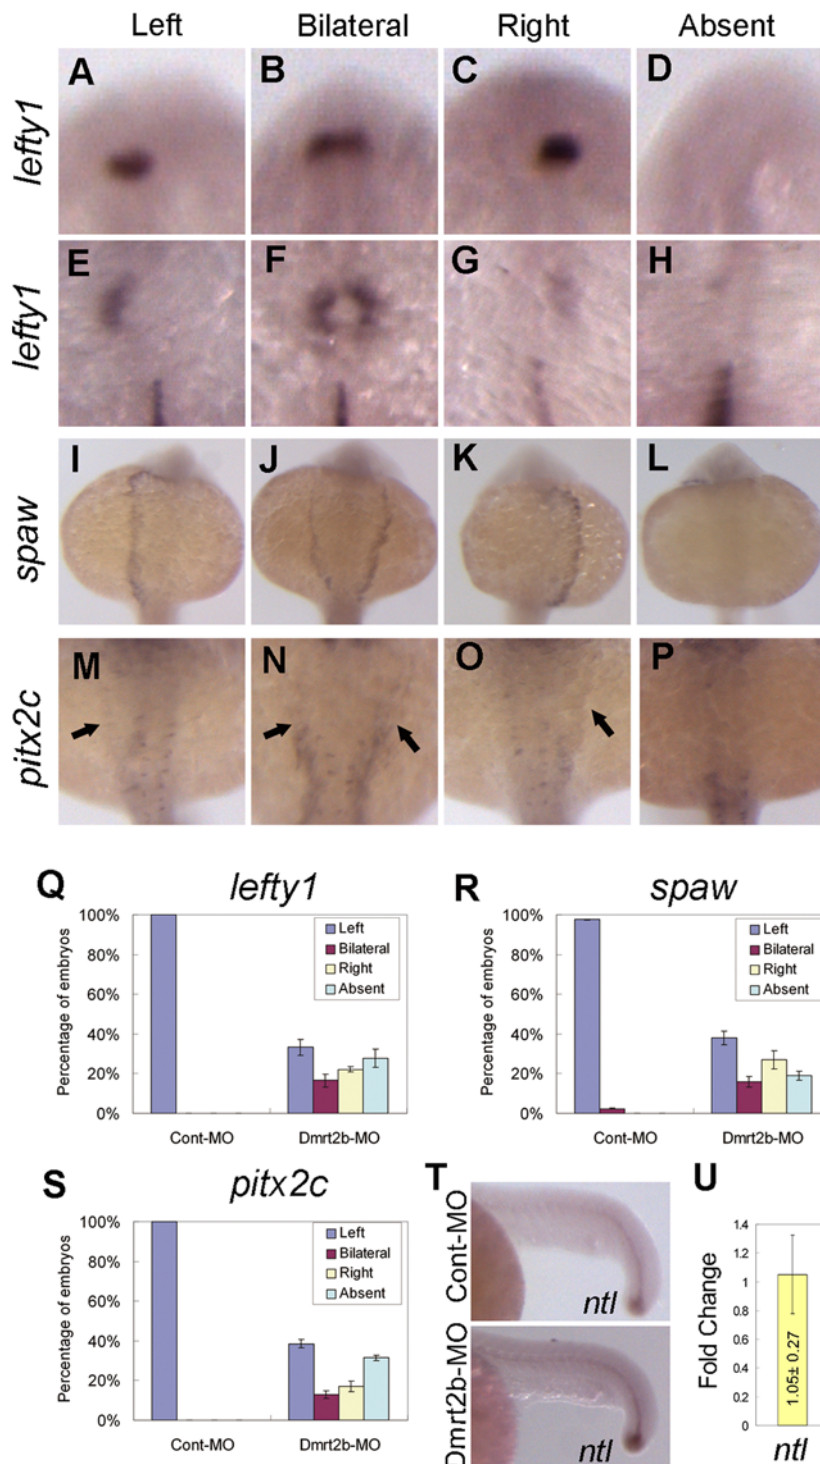 Left Bilateral Right Absent
lefty1
A B C D
lefty1
E F G H
spaw
I J K L
pitx2c
M N O P
Q lefty1
Percentage of embryos
100%
80%
60%
40%
20%
0%
Left
Bilateral
Right
Absent
Cont-MO Dmrt2b-MO
R spaw
Percentage of embryos
100%
80%
60%
40%
20%
0%
Left
Bilateral
Right
Absent
Cont-MO Dmrt2b-MO
S pitx2c
Percentage of embryos
100%
80%
60%
40%
20%
0%
Left
Bilateral
Right
Absent
Cont-MO Dmrt2b-MO
T
Cont-MO
ntl
Dmrt2b-MO
ntl
U
Fold Change
1.4
1.2
1
0.8
0.6
0.4
0.2
0
1.05± 0.27
ntl